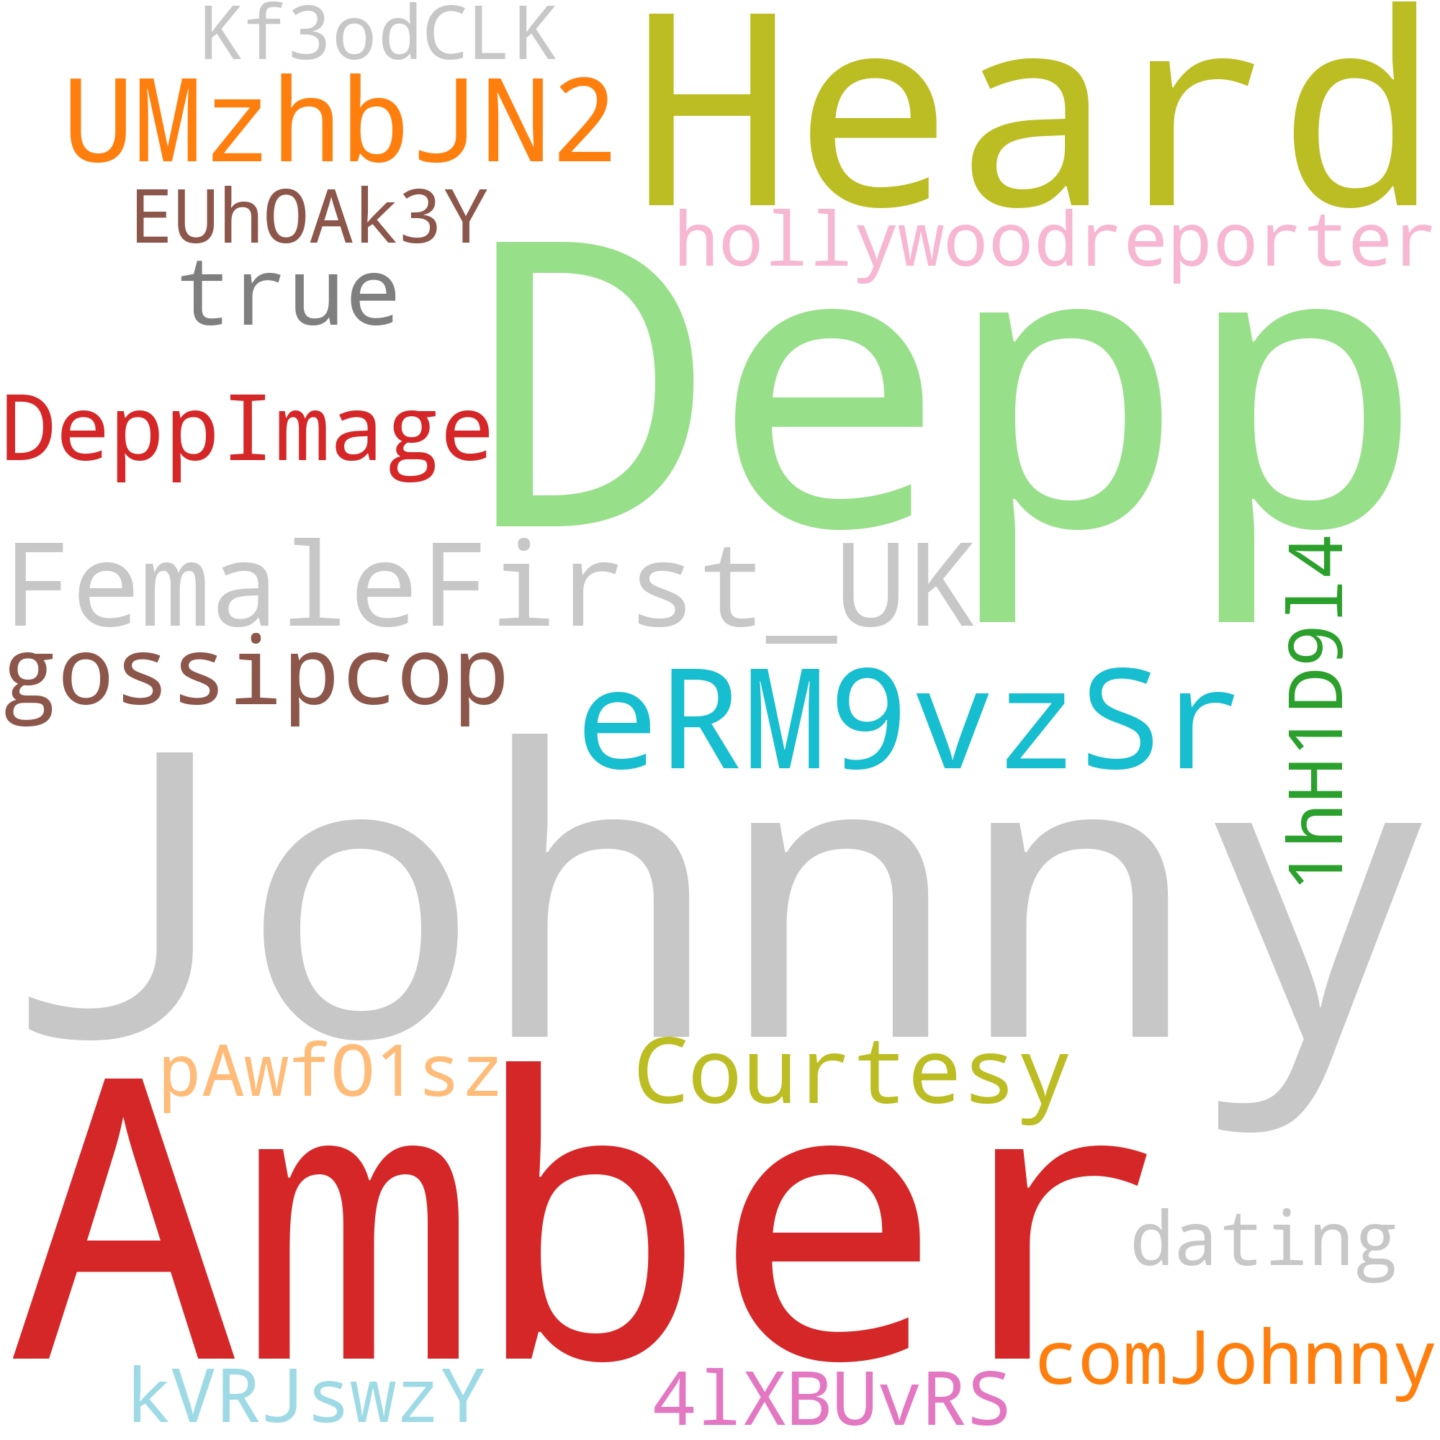 Kf3odCLK
Heard
UMzhbJN2
EUhOAk3Y
hollywoodreporter
true
Depp
DeppImage
FemaleFirst_UK
gossipcop
eRM9vzSr
1hH1D9l4
Johnny
pAwfO1sz
Courtesy
Amber
dating
comJohnny
kVRJswzY
4lXBUvRS